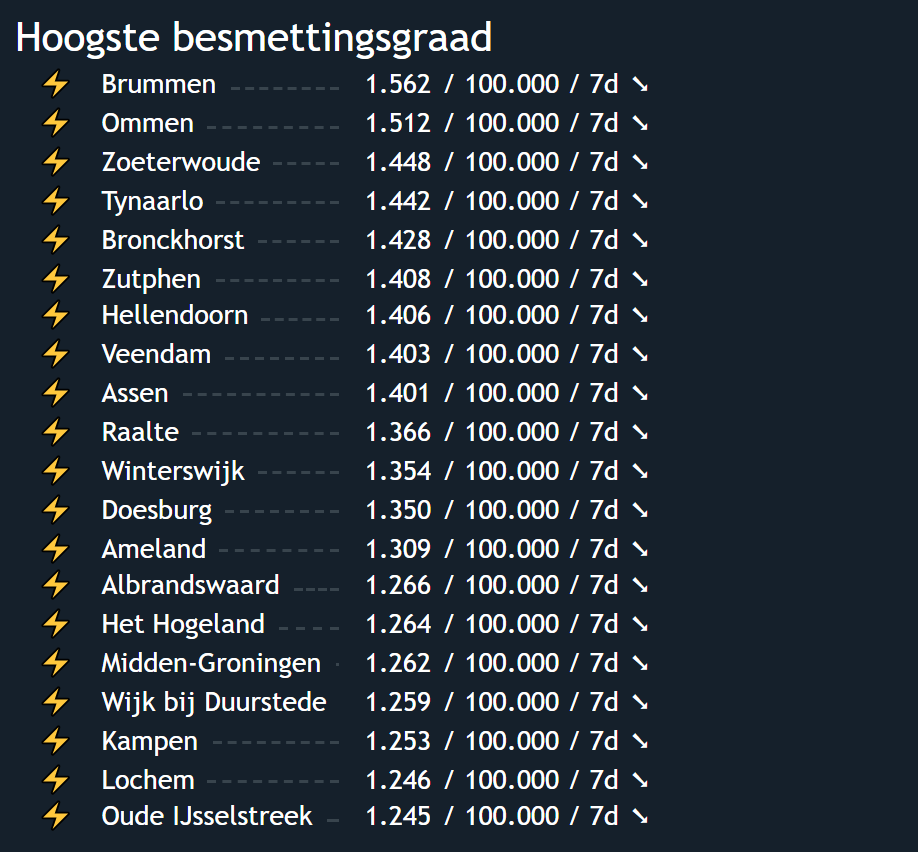 Hoogste besmettingsgraad
⚡ Brummen 1.562 / 100.000 / 7d ↘
⚡ Ommen 1.512 / 100.000 / 7d ↘
⚡ Zoeterwoude 1.448 / 100.000 / 7d ↘
⚡ Tynaarlo 1.442 / 100.000 / 7d ↘
⚡ Bronckhorst 1.428 / 100.000 / 7d ↘
⚡ Zutphen 1.408 / 100.000 / 7d ↘
⚡ Hellendoorn 1.406 / 100.000 / 7d ↘
⚡ Veendam 1.403 / 100.000 / 7d ↘
⚡ Assen 1.401 / 100.000 / 7d ↘
⚡ Raalte 1.366 / 100.000 / 7d ↘
⚡ Winterswijk 1.354 / 100.000 / 7d ↘
⚡ Doesburg 1.350 / 100.000 / 7d ↘
⚡ Ameland 1.309 / 100.000 / 7d ↘
⚡ Albrandswaard 1.266 / 100.000 / 7d ↘
⚡ Het Hogeland 1.264 / 100.000 / 7d ↘
⚡ Midden-Groningen 1.262 / 100.000 / 7d ↘
⚡ Wijk bij Duurstede 1.259 / 100.000 / 7d ↘
⚡ Kampen 1.253 / 100.000 / 7d ↘
⚡ Lochem 1.246 / 100.000 / 7d ↘
⚡ Oude IJsselstreek 1.245 / 100.000 / 7d ↘